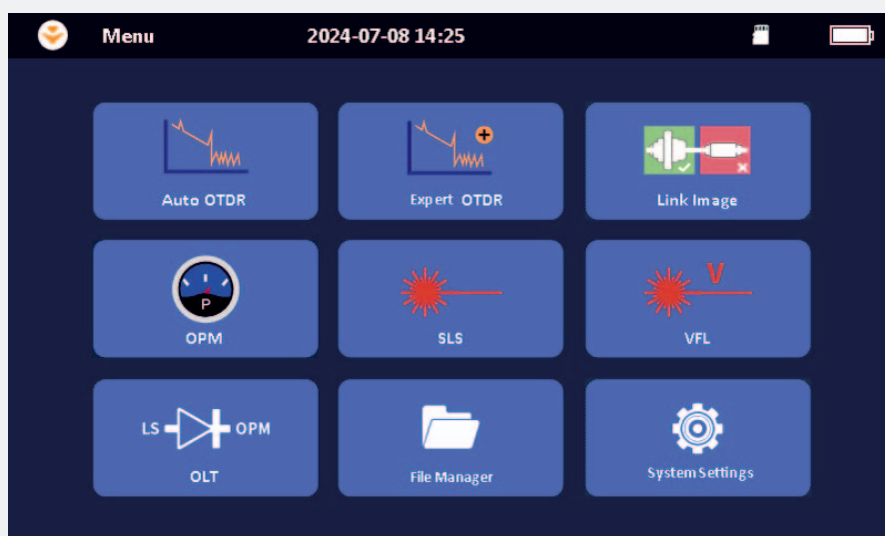 Menu 2024-07-08 14:25
Auto OTDR
Expert OTDR
Link Image
P
OPM
SLS
V
VFL
LS OPM
OLT
File Manager
System Settings